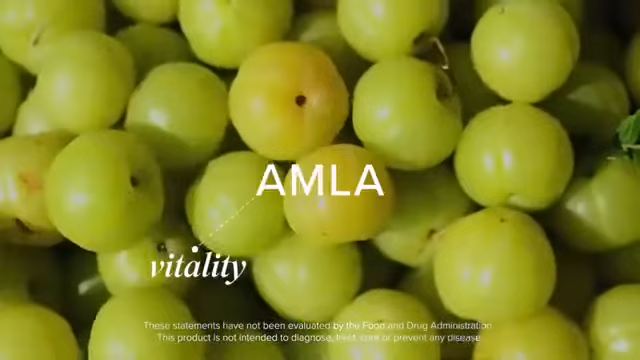 AMLA
vitality
These statements have not been evaluated by the Food and Drug Administration.
This product is not intended to diagnose, treat, cure or prevent any disease.